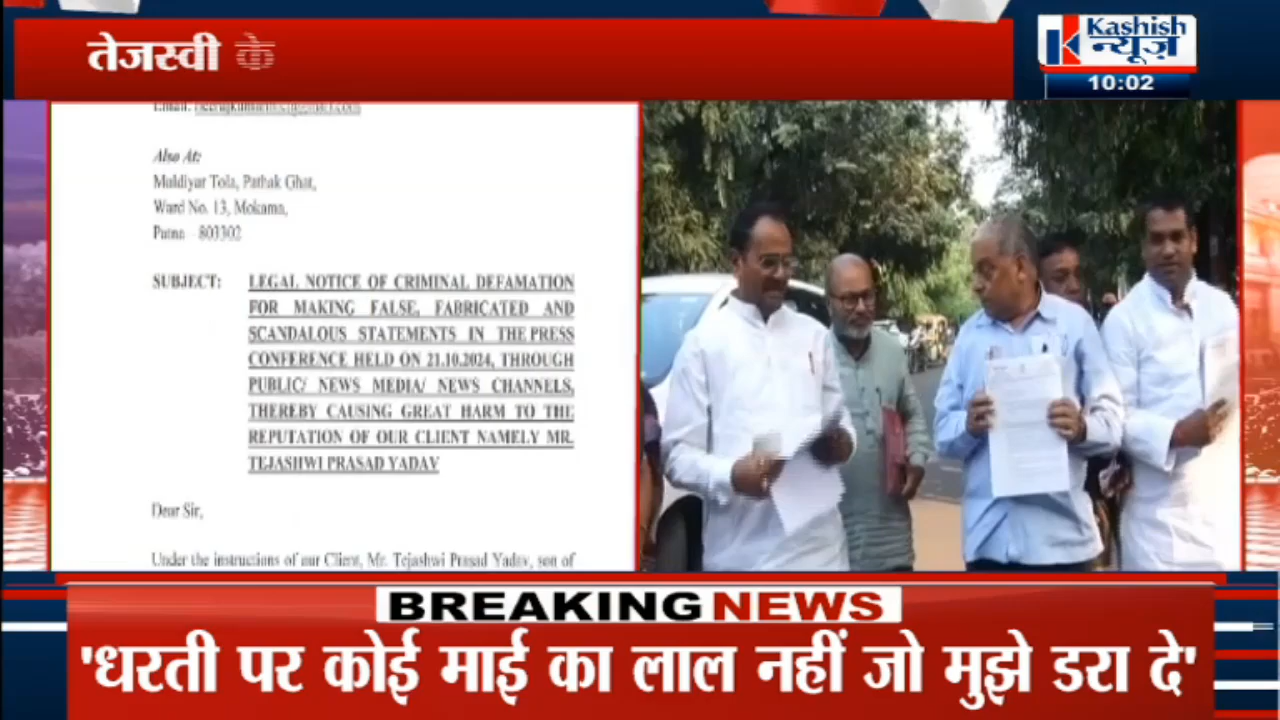 तेजस्वी के
Kashish
न्यूज़
10:02
Also At:
Muldiyar Tola, Pathak Ghat,
Ward No. 13, Mokama,
Patna 803302
SUBJECT: LEGAL NOTICE OF CRIMINAL DEFAMATION
FOR MAKING FALSE, FABRICATED AND
SCANDALOUS STATEMENTS IN THE PRESS
CONFERENCE HELD ON 21.10.2024, THROUGH
PUBLIC/ NEWS MEDIA/ NEWS CHANNELS,
THEREBY CAUSING GREAT HARM TO THE
REPUTATION OF OUR CLIENT NAMELY MR.
TEJASHWI PRASAD YADAV
Dear Sir,
Under the instructions of our Client, Mr. Tejashwi Prasad Yadav, son of
BREAKING NEWS
'धरती पर कोई माई का लाल नहीं जो मुझे डरा दे'